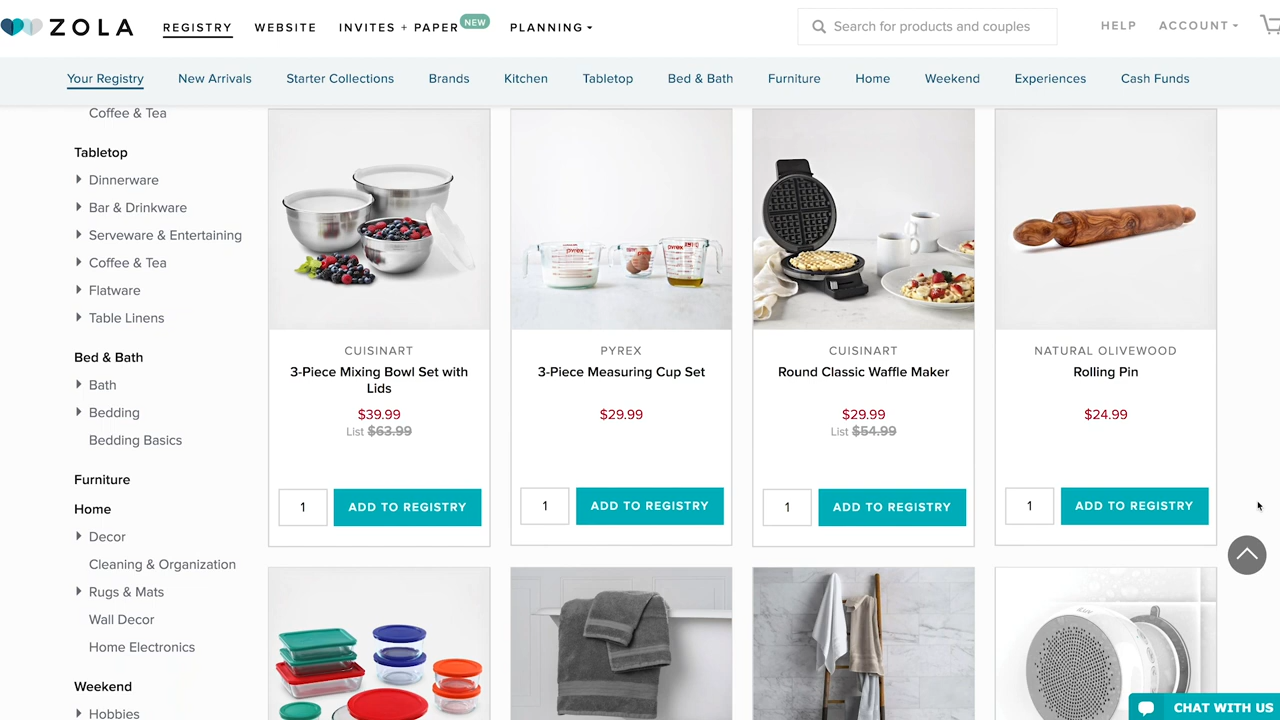 ZOLA
REGISTRY
WEBSITE
INVITES + PAPER
NEW
PLANNING
Search for products and couples
HELP
ACCOUNT
Your Registry
New Arrivals
Starter Collections
Brands
Kitchen
Tabletop
Bed & Bath
Furniture
Home
Weekend
Experiences
Cash Funds
Coffee & Tea
Tabletop
Dinnerware
Bar & Drinkware
Serveware & Entertaining
Coffee & Tea
Flatware
Table Linens
Bed & Bath
Bath
Bedding
Bedding Basics
Furniture
Home
Decor
Cleaning & Organization
Rugs & Mats
Wall Decor
Home Electronics
Weekend
Hobbies
CUISINART
3-Piece Mixing Bowl Set with
Lids
$39.99
List $63.99
1
ADD TO REGISTRY
PYREX
3-Piece Measuring Cup Set
$29.99
1
ADD TO REGISTRY
CUISINART
Round Classic Waffle Maker
$29.99
List $54.99
1
ADD TO REGISTRY
NATURAL OLIVEWOOD
Rolling Pin
$24.99
1
ADD TO REGISTRY
CHAT WITH US